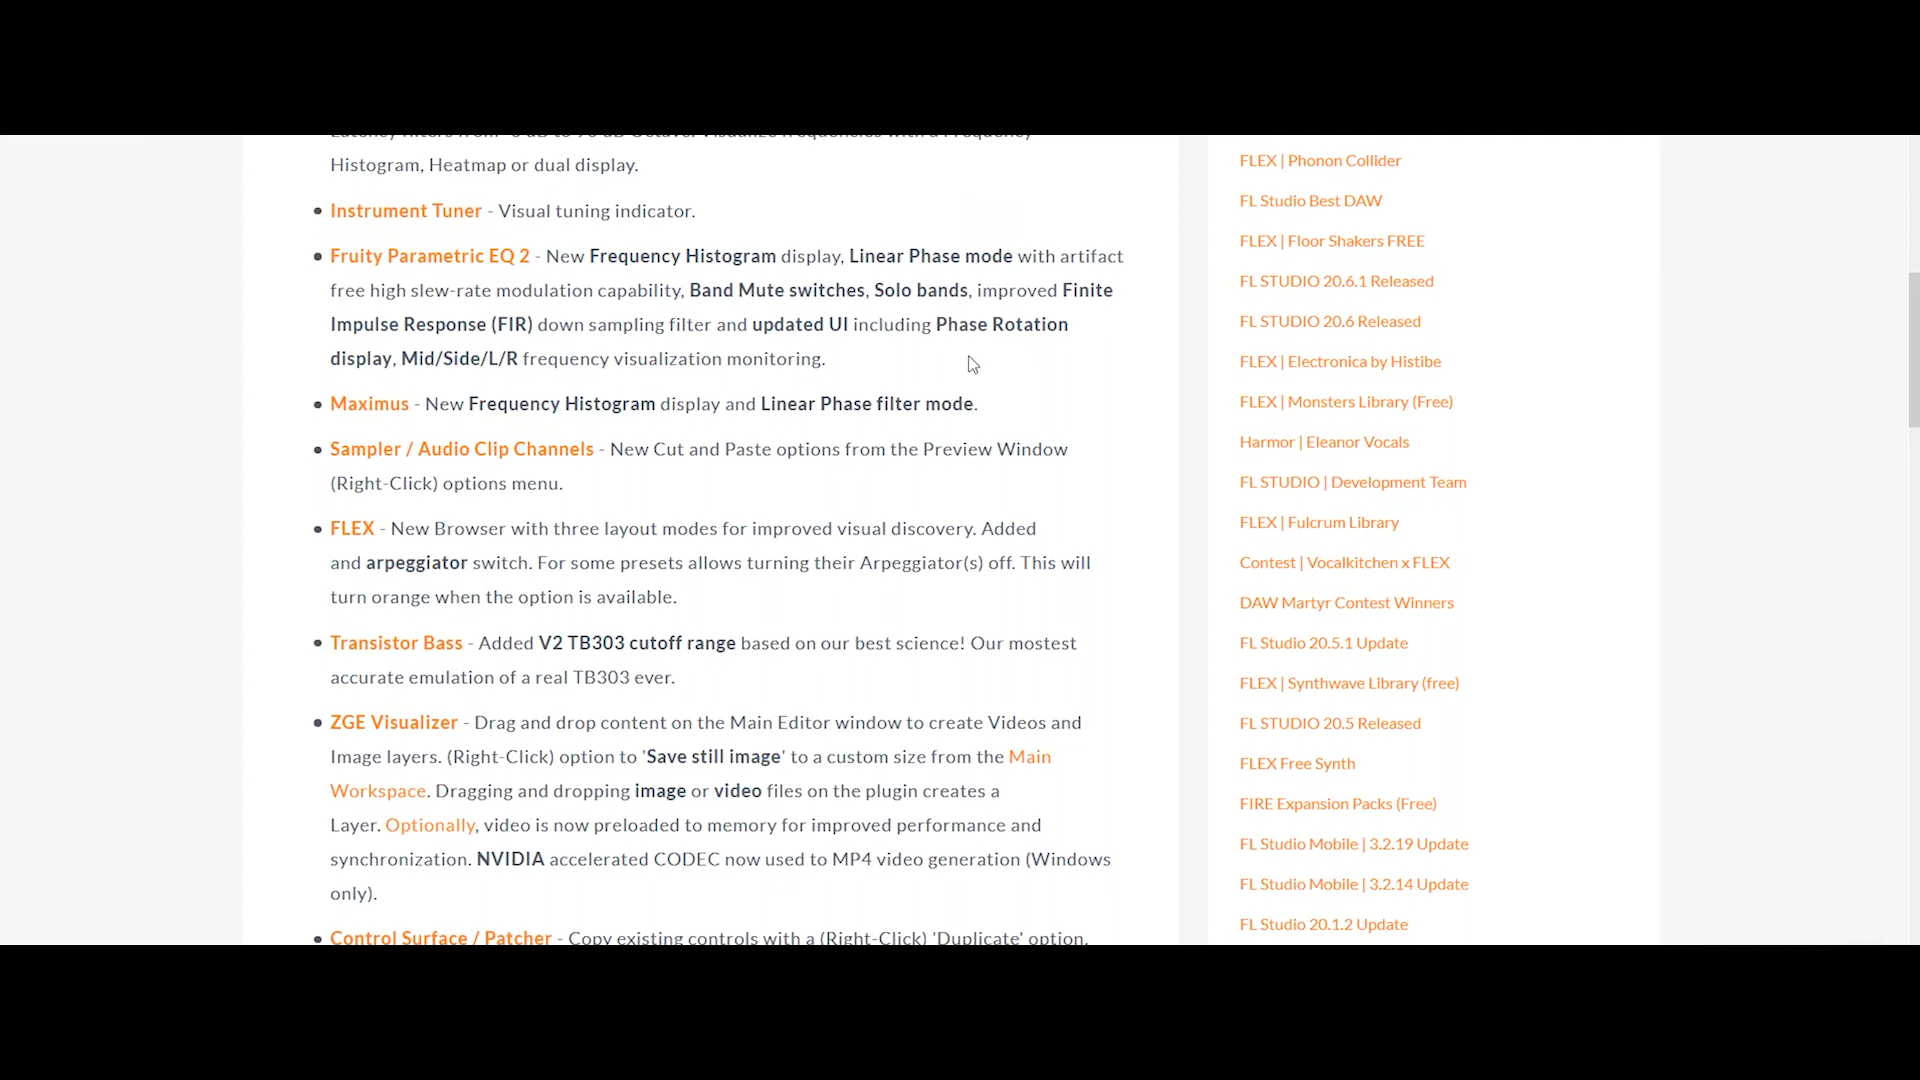 Histogram, Heatmap or dual display.
Instrument Tuner - Visual tuning indicator.
Fruity Parametric EQ 2 - New Frequency Histogram display, Linear Phase mode with artifact
free high slew-rate modulation capability, Band Mute switches, Solo bands, improved Finite
Impulse Response (FIR) down sampling filter and updated UI including Phase Rotation
display, Mid/Side/L/R frequency visualization monitoring.
Maximus - New Frequency Histogram display and Linear Phase filter mode.
Sampler / Audio Clip Channels - New Cut and Paste options from the Preview Window
(Right-Click) options menu.
FLEX - New Browser with three layout modes for improved visual discovery. Added
and arpeggiator switch. For some presets allows turning their Arpeggiator(s) off. This will
turn orange when the option is available.
Transistor Bass - Added V2 TB303 cutoff range based on our best science! Our mostest
accurate emulation of a real TB303 ever.
ZGE Visualizer - Drag and drop content on the Main Editor window to create Videos and
Image layers. (Right-Click) option to 'Save still image' to a custom size from the Main
Workspace. Dragging and dropping image or video files on the plugin creates a
Layer. Optionally, video is now preloaded to memory for improved performance and
synchronization. NVIDIA accelerated CODEC now used to MP4 video generation (Windows
only).
Control Surface / Patcher - Copy existing controls with a (Right-Click) 'Duplicate' option.
FLEX | Phonon Collider
FL Studio Best DAW
FLEX | Floor Shakers FREE
FL STUDIO 20.6.1 Released
FL STUDIO 20.6 Released
FLEX | Electronica by Histibe
FLEX | Monsters Library (Free)
Harmor | Eleanor Vocals
FL STUDIO | Development Team
FLEX | Fulcrum Library
Contest | Vocalkitchen x FLEX
DAW Martyr Contest Winners
FL Studio 20.5.1 Update
FLEX | Synthwave Library (free)
FL STUDIO 20.5 Released
FLEX Free Synth
FIRE Expansion Packs (Free)
FL Studio Mobile | 3.2.19 Update
FL Studio Mobile | 3.2.14 Update
FL Studio 20.1.2 Update